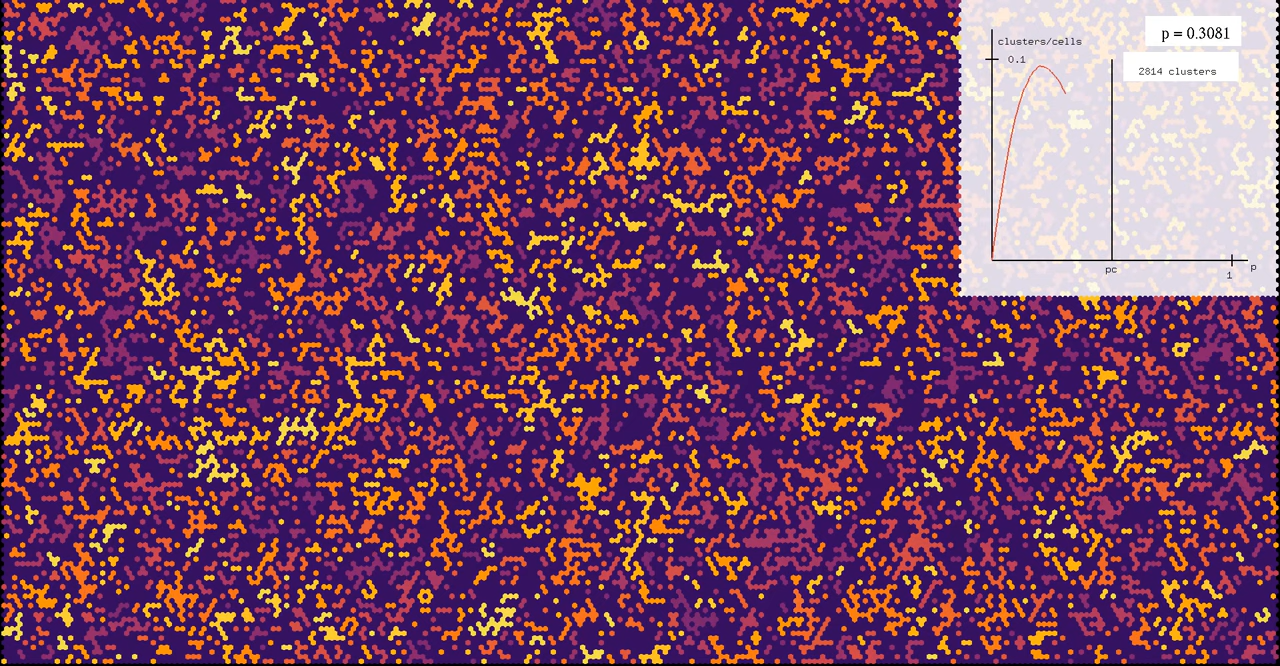 p = 0.3081
clusters/cells
0.1
2814 clusters
pc
1
p